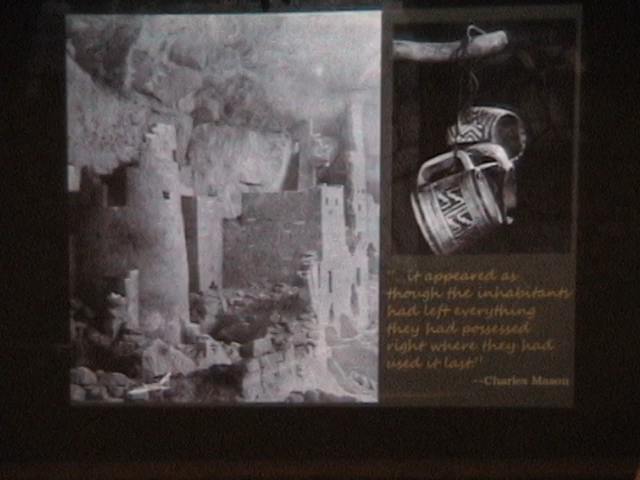 "...it appeared as
though the inhabitants
had left everything
they had possessed
right where they had
used it last."
--Charles Mason